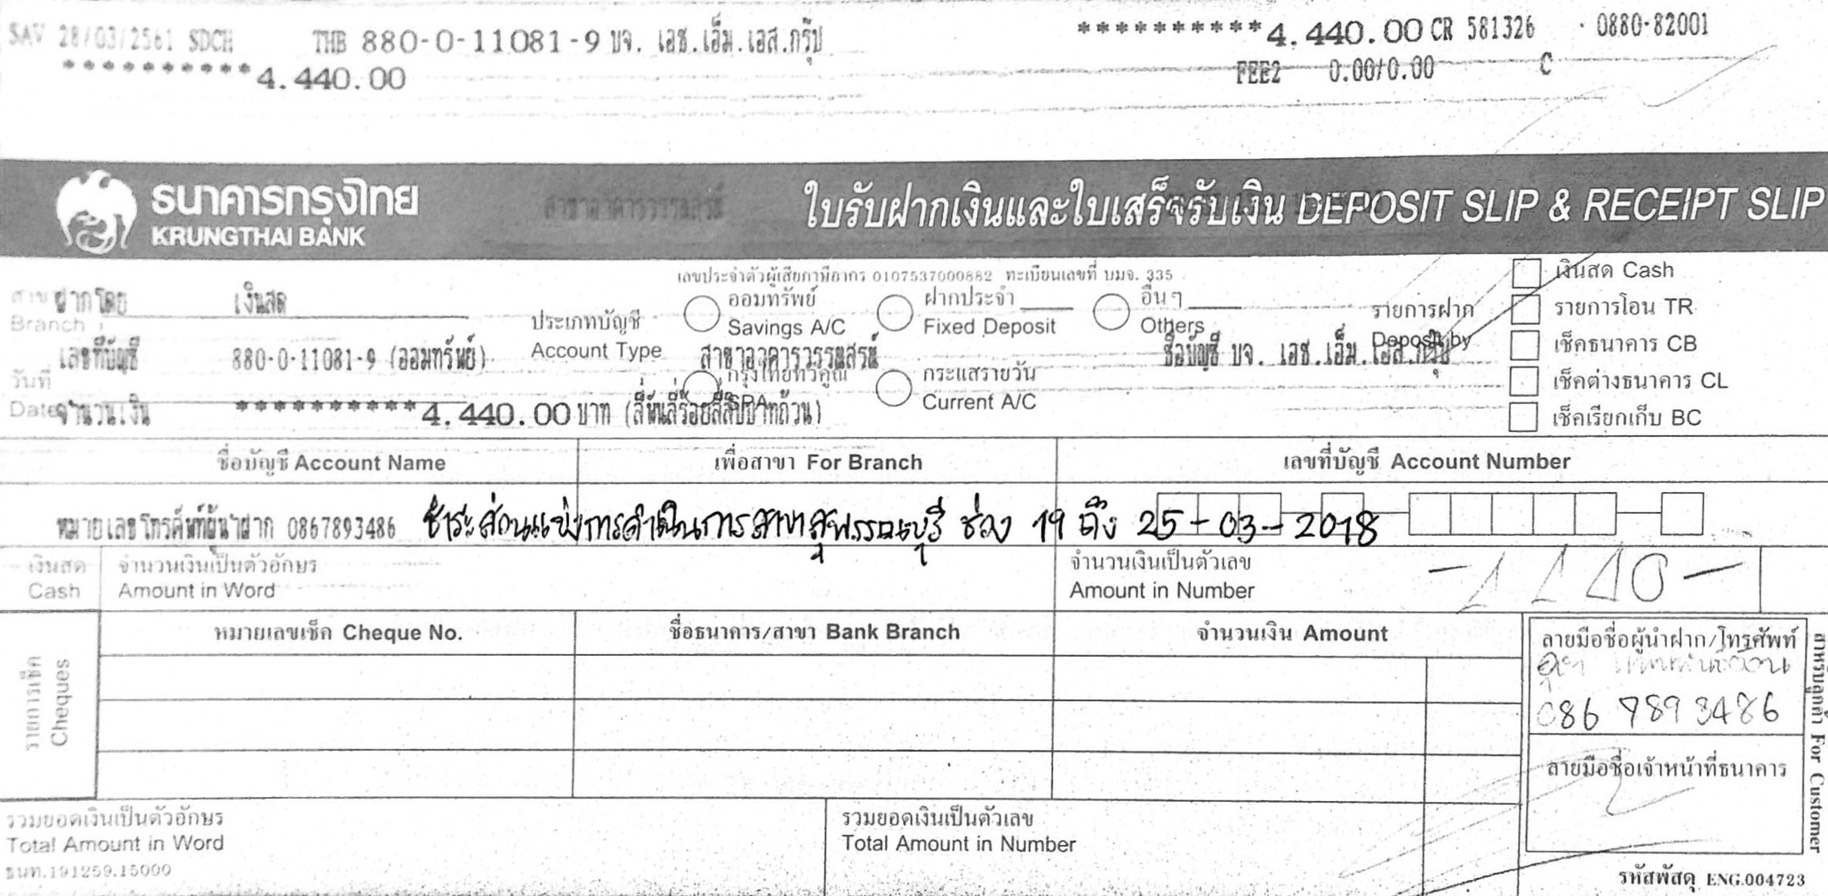 SAV 28/03/2561 SDCH THB 880-0-11081-9 บจ. เอช.เอ็ม.เอส.กรุ๊ป **********4,440.00 CR 581326 0880-82001
**********4,440.00 FEE2 0.00/0.00 C
ธนาคารกรุงไทย
KRUNGTHAI BANK
ใบรับฝากเงินและใบเสร็จรับเงิน DEPOSIT SLIP & RECEIPT SLIP
เลขประจำตัวผู้เสียภาษีอากร 0107537000882 ทะเบียนเลขที่ บมจ. 335
ฝากโดย เงินสด
Branch
ประเภทบัญชี
Account Type
ออมทรัพย์
Savings A/C
ฝากประจำ
Fixed Deposit
อื่นๆ
Others
รายการฝาก
Deposit by
เงินสด Cash
รายการโอน TR
เช็คธนาคาร CB
เช็คต่างธนาคาร CL
เช็คเรียกเก็บ BC
เลขที่บัญชี 880-0-11081-9 (ออมทรัพย์) สาขาอาคารวรรณสรณ์ ชื่อบัญชี บจ. เอช.เอ็ม.เอส.กรุ๊ป
วันที่
Date
กรุงไทยทวีคูณ
SPA
กระแสรายวัน
Current A/C
จำนวนเงิน **********4,440.00 บาท (สี่พันสี่ร้อยสี่สิบบาทถ้วน)
ชื่อบัญชี Account Name เพื่อสาขา For Branch เลขที่บัญชี Account Number
หมายเลขโทรศัพท์ผู้นำฝาก 0867893486 ชำระส่วนแบ่งการดำเนินการสาขาสุพรรณบุรี ช่วง 19 ถึง 25-03-2018
เงินสด
Cash
จำนวนเงินเป็นตัวอักษร
Amount in Word
จำนวนเงินเป็นตัวเลข
Amount in Number
หมายเลขเช็ค Cheque No. ชื่อธนาคาร/สาขา Bank Branch จำนวนเงิน Amount
รายการเช็ค
Cheques
ลายมือชื่อผู้นำฝาก/โทรศัพท์
086 789 3486
ลายมือชื่อเจ้าหน้าที่ธนาคาร
สำหรับลูกค้า For Customer
รวมยอดเงินเป็นตัวอักษร
Total Amount in Word
รวมยอดเงินเป็นตัวเลข
Total Amount in Number
ธนท.191259.15000
รหัสพัสดุ ENG.004723